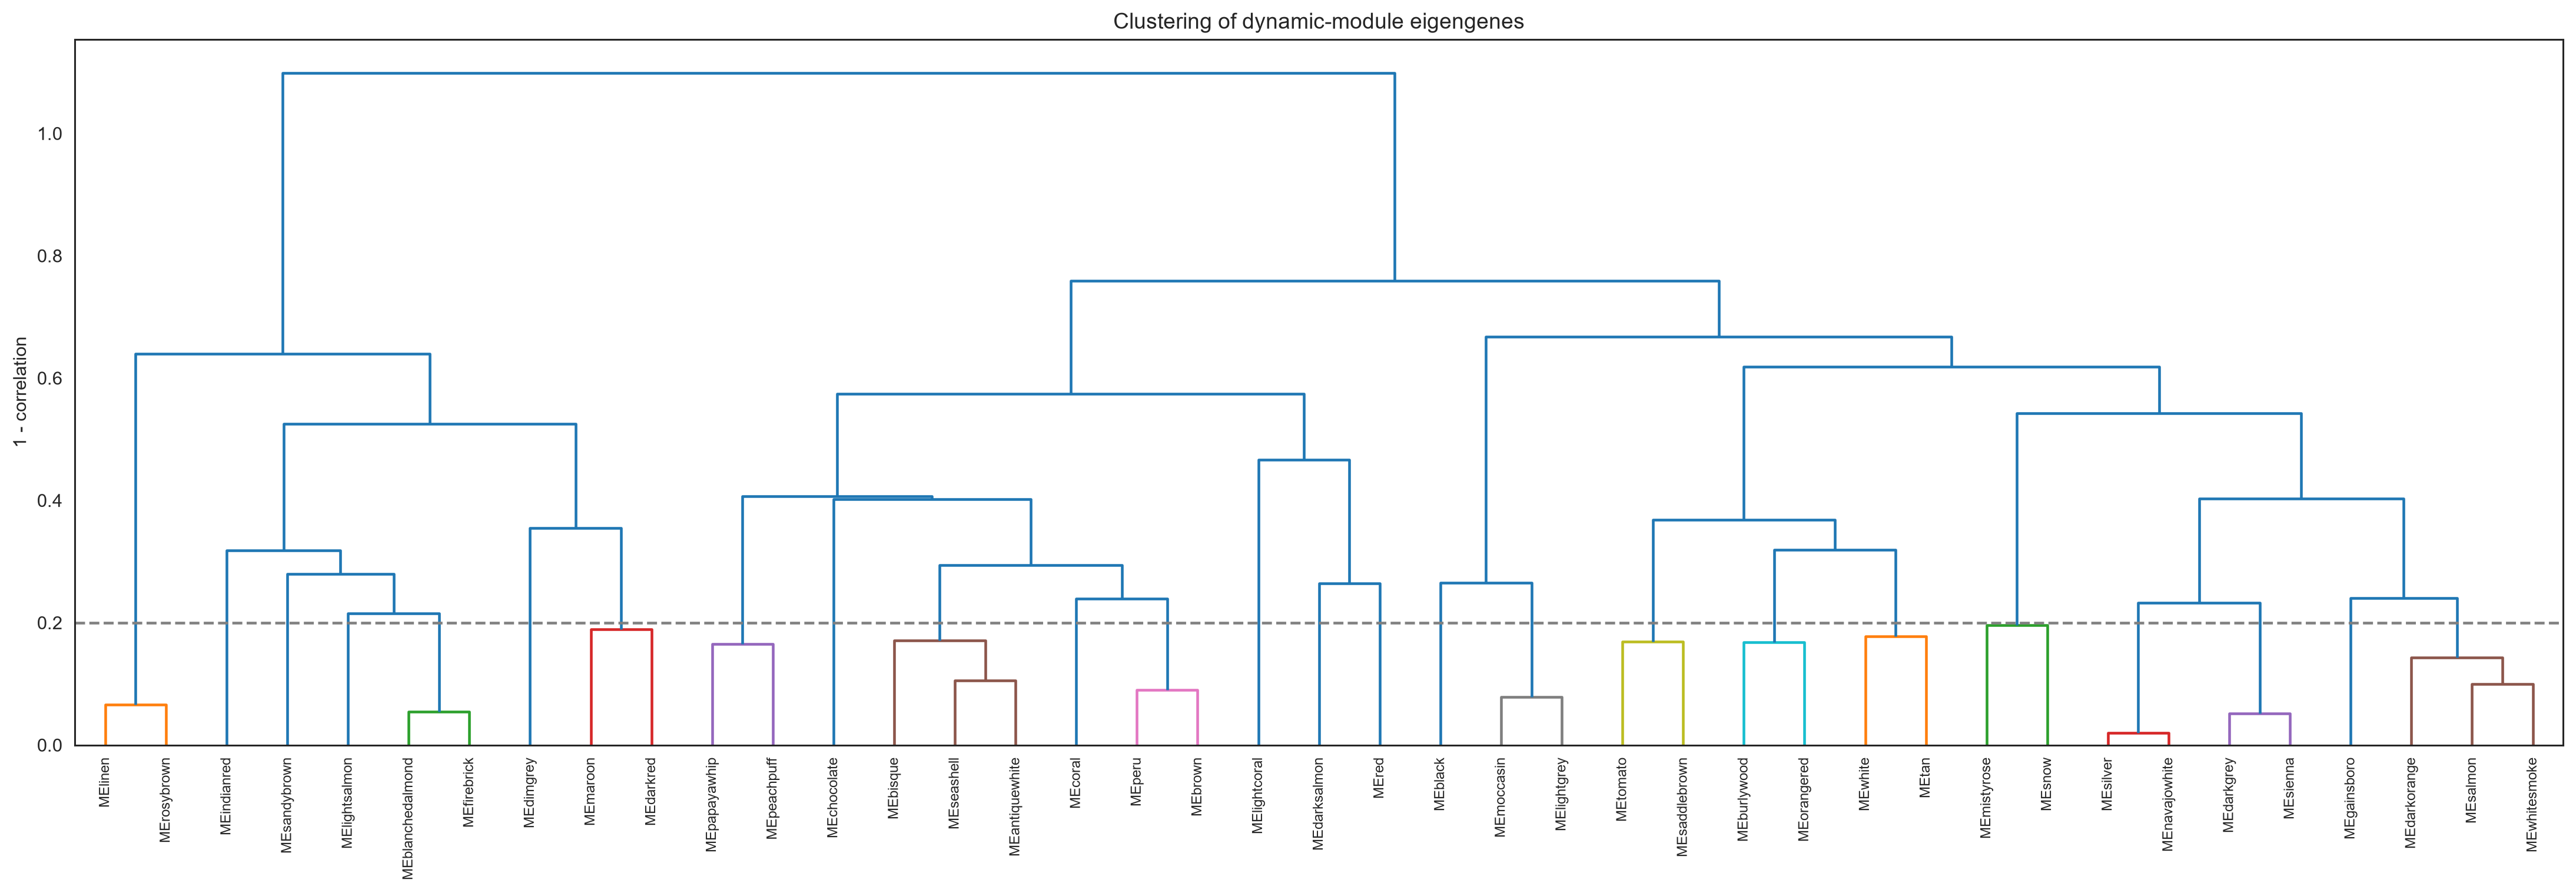 Clustering of dynamic-module eigengenes
1 - correlation
1.0
0.8
0.6
0.4
0.2
0.0
MElinen
MErosybrown
MEindianred
MEsandybrown
MElightsalmon
MEblanchedalmond
MEfirebrick
MEdimgrey
MEmaroon
MEdarkred
MEpapayawhip
MEpeachpuff
MEchocolate
MEbisque
MEseashell
MEantiquewhite
MEcoral
MEperu
MEbrown
MElightcoral
MEdarksalmon
MEred
MEblack
MEmoccasin
MElightgrey
MEtomato
MEsaddlebrown
MEburlywood
MEorangered
MEwhite
MEtan
MEmistyrose
MEsnow
MEsilver
MEnavajowhite
MEdarkgrey
MEsienna
MEgainsboro
MEdarkorange
MEsalmon
MEwhitesmoke